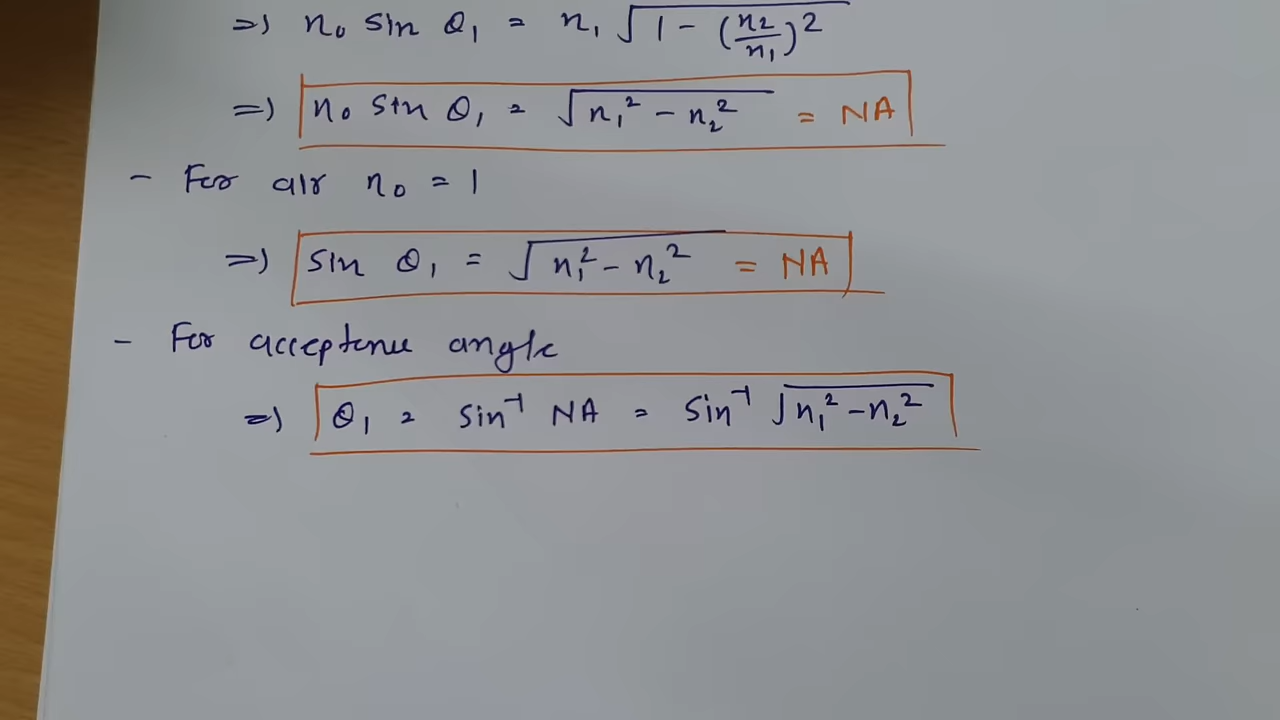 ⇒ n₀ sin θ₁ = n₁ √1 - (n₂/n₁)²
⇒ n₀ sin θ₁ = √n₁² - n₂² = NA
- For air n₀ = 1
⇒ sin θ₁ = √n₁² - n₂² = NA
- For acceptence angle
⇒ θ₁ = sin⁻¹ NA = sin⁻¹ √n₁² - n₂²